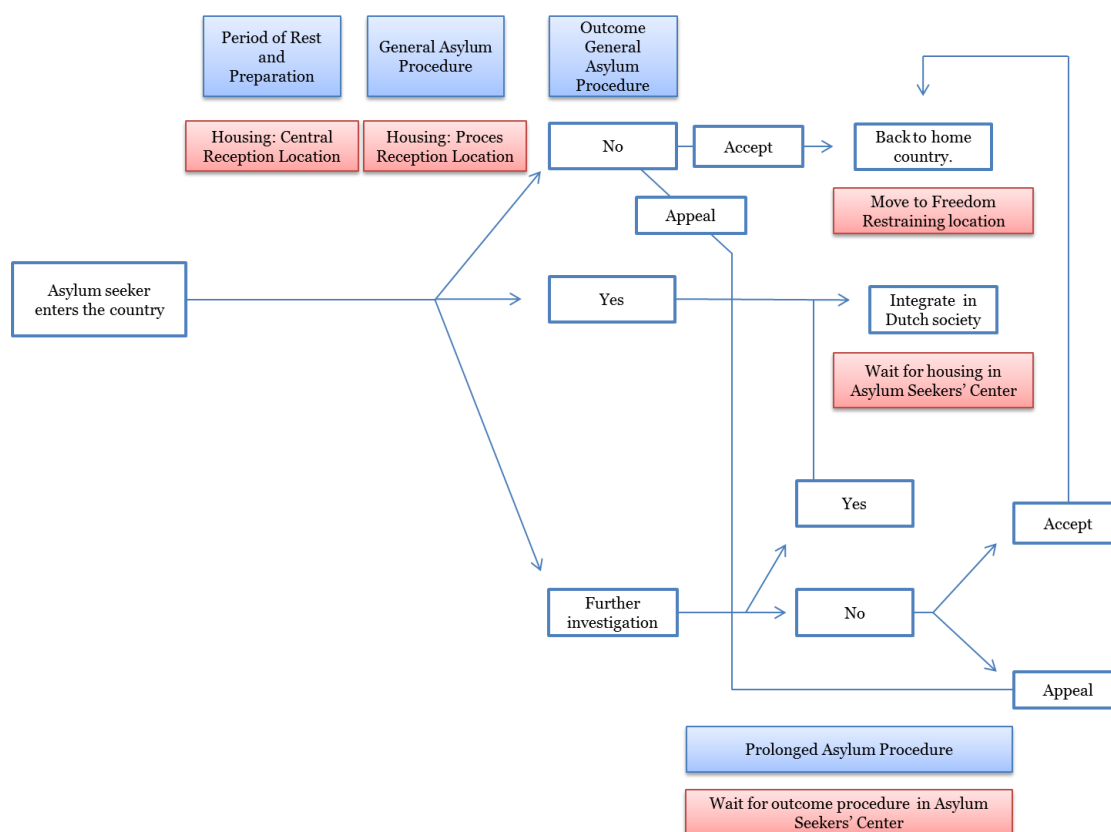 Period of Rest
and
Preparation
General Asylum
Procedure
Outcome
General
Asylum
Procedure
Housing: Central
Reception Location
Housing: Proces
Reception Location
No
Accept
Back to home
country.
Appeal
Move to Freedom
Restraining location
Asylum seeker
enters the country
Yes
Integrate in
Dutch society
Wait for housing in
Asylum Seekers' Center
Yes
Accept
Further
investigation
No
Appeal
Prolonged Asylum Procedure
Wait for outcome procedure in Asylum
Seekers' Center